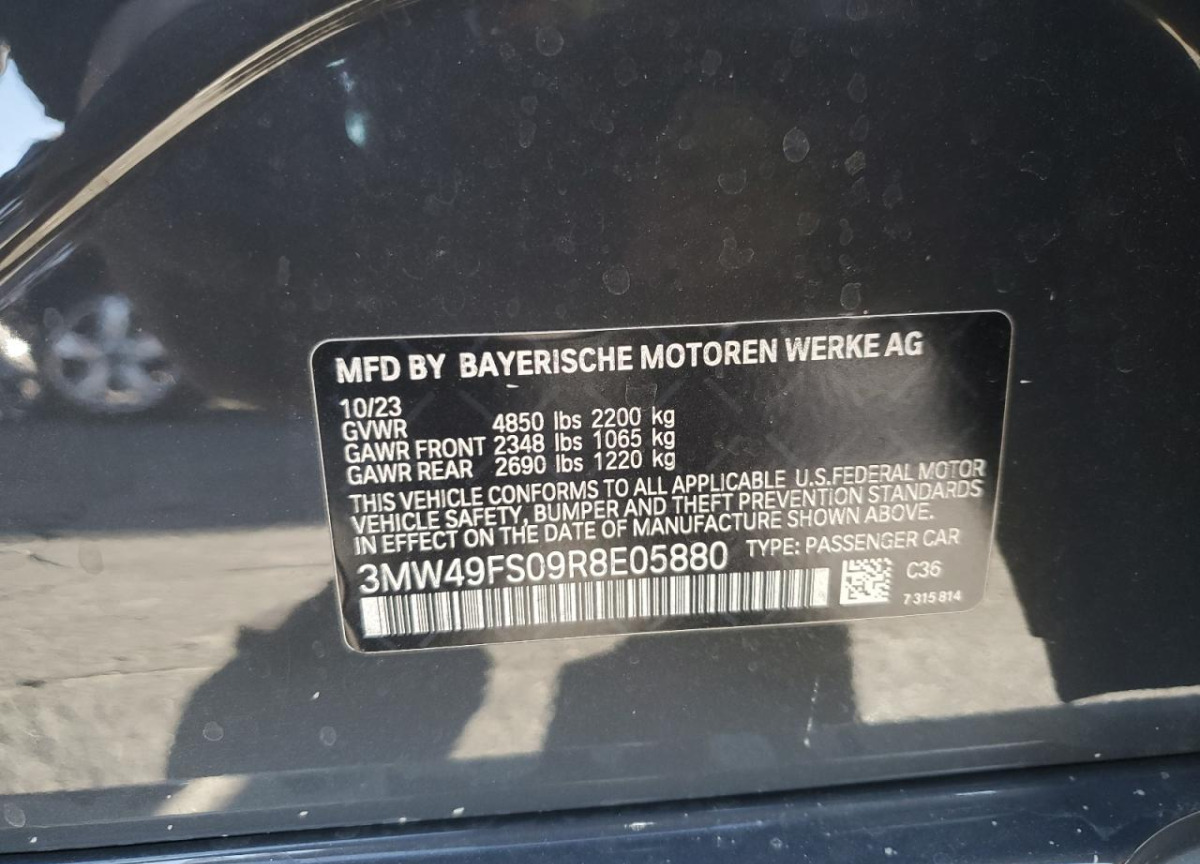 MFD BY BAYERISCHE MOTOREN WERKE AG
10/23
GVWR 4850 lbs 2200 kg
GAWR FRONT 2348 lbs 1065 kg
GAWR REAR 2690 lbs 1220 kg
THIS VEHICLE CONFORMS TO ALL APPLICABLE U.S.FEDERAL MOTOR
VEHICLE SAFETY, BUMPER AND THEFT PREVENTION STANDARDS
IN EFFECT ON THE DATE OF MANUFACTURE SHOWN ABOVE.
3MW49FS09R8E05880 TYPE: PASSENGER CAR
C36
7 315 814